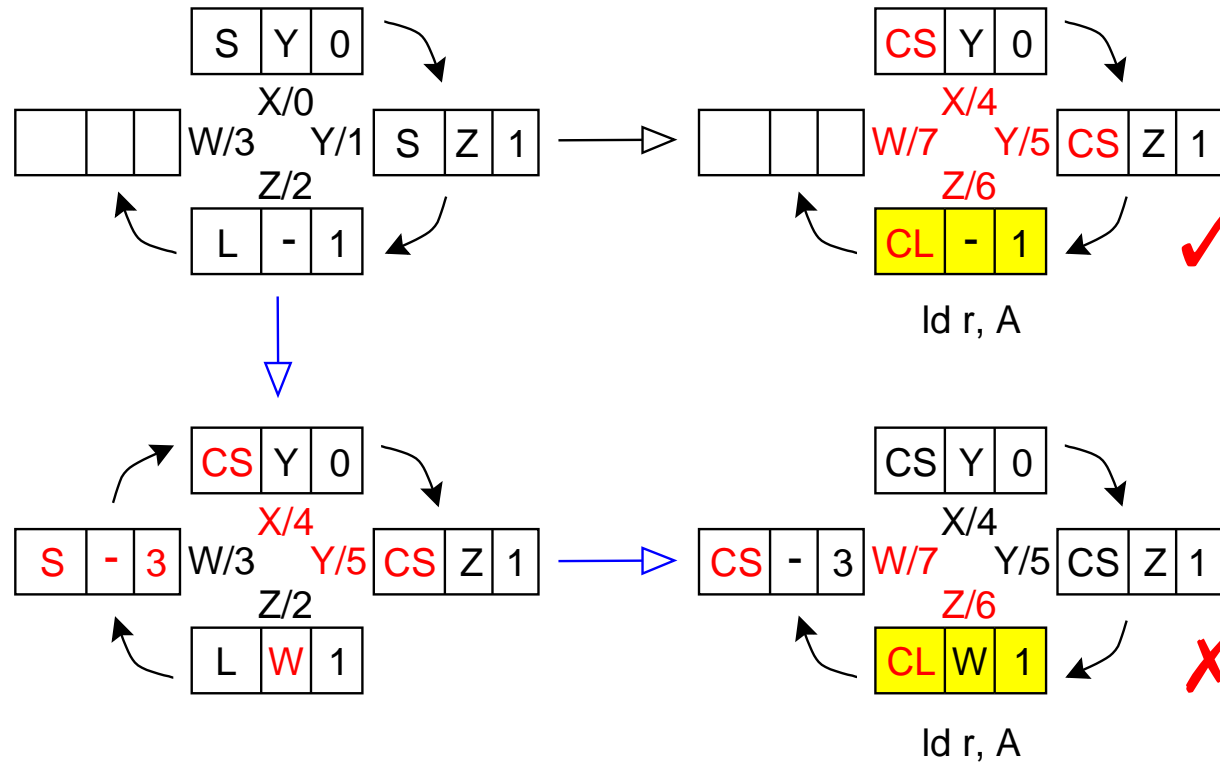 S Y 0
CS Y 0
X/0
X/4
W/3 Y/1 S Z 1
W/7 Y/5 CS Z 1
Z/2
Z/6
L - 1
CL - 1
ld r, A
CS Y 0
CS Y 0
X/4
X/4
S - 3 W/3 Y/5 CS Z 1
CS - 3 W/7 Y/5 CS Z 1
Z/2
Z/6
L W 1
CL W 1
ld r, A